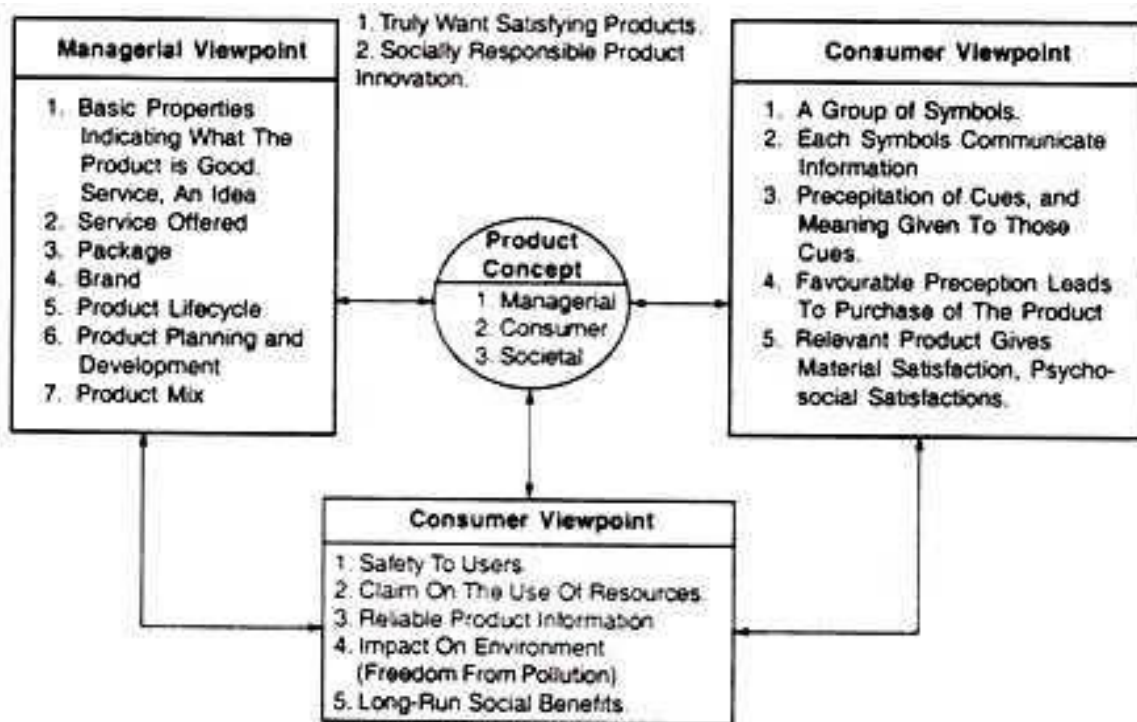 1. Truly Want Satisfying Products.
2. Socially Responsible Product
Innovation.
Managerial Viewpoint
1. Basic Properties
Indicating What The
Product is Good.
Service, An Idea
2. Service Offered
3. Package
4. Brand
5. Product Lifecycle
6. Product Planning and
Development
7. Product Mix
Product
Concept
1. Managerial
2. Consumer
3. Societal
Consumer Viewpoint
1. A Group of Symbols.
2. Each Symbols Communicate
Information
3. Precepitation of Cues, and
Meaning Given To Those
Cues.
4. Favourable Preception Leads
To Purchase of The Product
5. Relevant Product Gives
Material Satisfaction, Psycho-
social Satisfactions.
Consumer Viewpoint
1. Safety To Users.
2. Claim On The Use Of Resources.
3. Reliable Product Information
4. Impact On Environment
(Freedom From Pollution)
5. Long-Run Social Benefits.